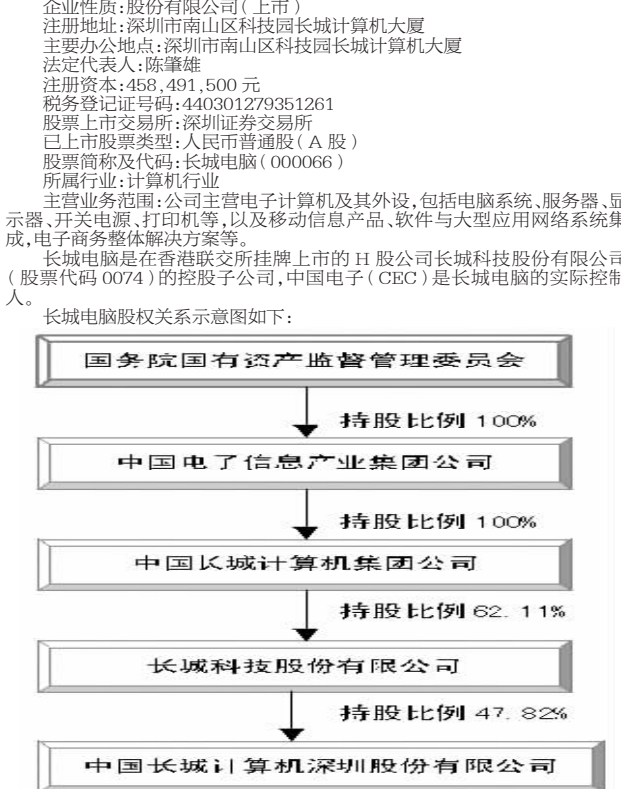 企业性质:股份有限公司(上市)
注册地址:深圳市南山区科技园长城计算机大厦
主要办公地点:深圳市南山区科技园长城计算机大厦
法定代表人:陈肇雄
注册资本:458,491,500 元
税务登记证号码:440301279351261
股票上市交易所:深圳证券交易所
已上市股票类型:人民币普通股(A 股)
股票简称及代码:长城电脑(000066)
所属行业:计算机行业
主营业务范围:公司主营电子计算机及其外设,包括电脑系统、服务器、显
示器、开关电源、打印机等,以及移动信息产品、软件与大型应用网络系统集
成,电子商务整体解决方案等。
长城电脑是在香港联交所挂牌上市的 H 股公司长城科技股份有限公司
(股票代码 0074)的控股子公司,中国电子(CEC)是长城电脑的实际控制
人。
长城电脑股权关系示意图如下:
国务院国有资产监督管理委员会
持股比例 100%
中国电子信息产业集团公司
持股比例 100%
中国长城计算机集团公司
持股比例 62.11%
长城科技股份有限公司
持股比例 47.82%
中国长城计算机深圳股份有限公司